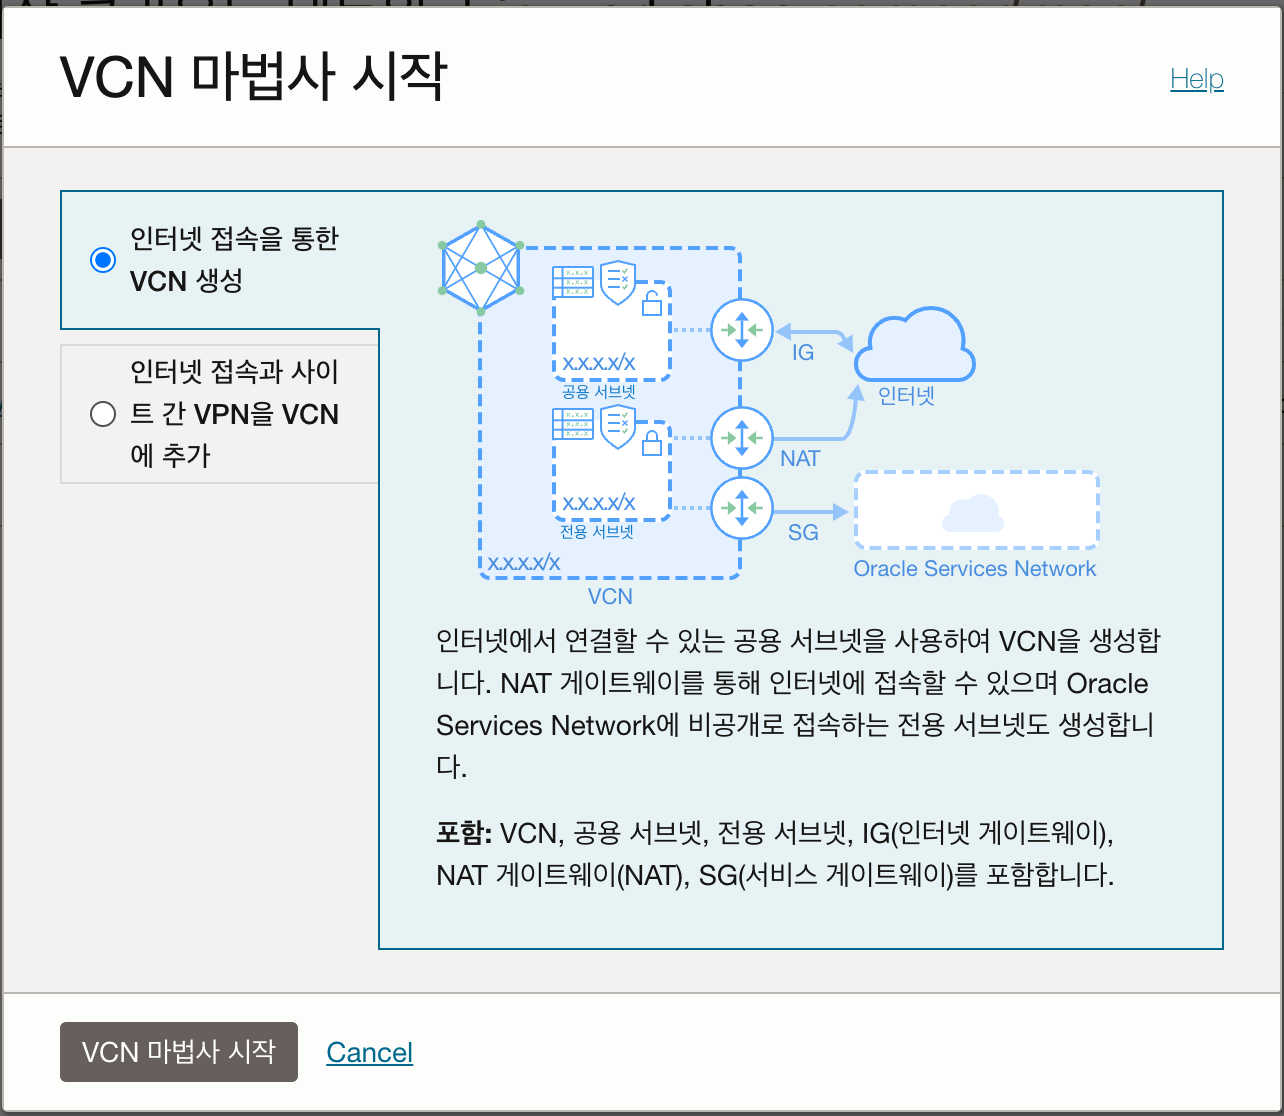 VCN 마법사 시작
Help
인터넷 접속을 통한
VCN 생성
인터넷 접속과 사이
트 간 VPN을 VCN
에 추가
x.x.x
x.x.x
x.x.x
x.x.x.x/x
공용 서브넷
x.x.x
x.x.x
x.x.x
x.x.x.x/x
전용 서브넷
x.x.x.x/x
VCN
IG
인터넷
NAT
SG
Oracle Services Network
인터넷에서 연결할 수 있는 공용 서브넷을 사용하여 VCN을 생성합
니다. NAT 게이트웨이를 통해 인터넷에 접속할 수 있으며 Oracle
Services Network에 비공개로 접속하는 전용 서브넷도 생성합니
다.
포함: VCN, 공용 서브넷, 전용 서브넷, IG(인터넷 게이트웨이),
NAT 게이트웨이(NAT), SG(서비스 게이트웨이)를 포함합니다.
VCN 마법사 시작
Cancel